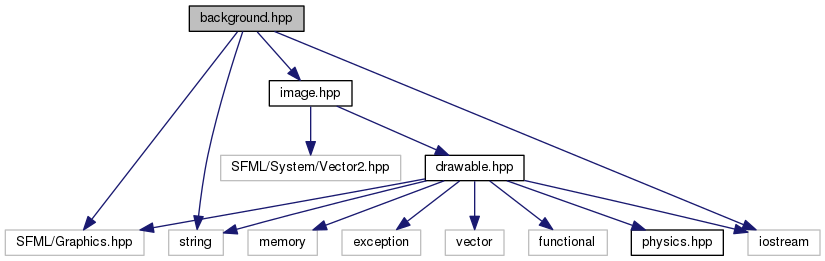 background.hpp
image.hpp
SFML/System/Vector2.hpp
drawable.hpp
SFML/Graphics.hpp
string
memory
exception
vector
functional
physics.hpp
iostream